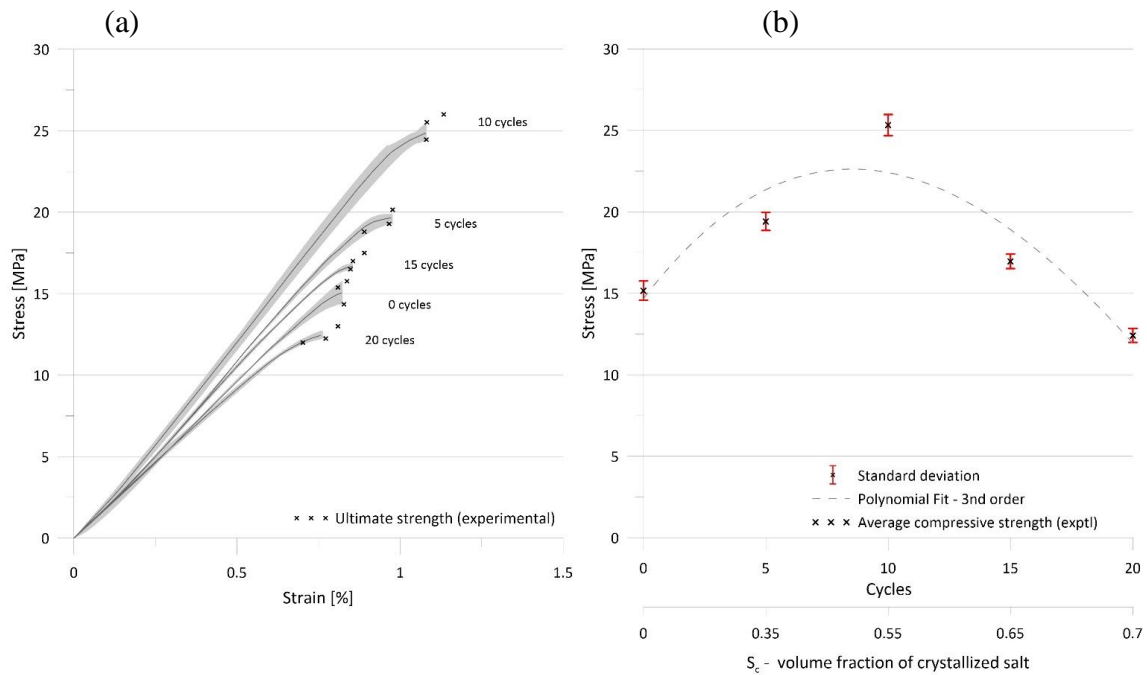 (a)
30
25
20
15
10
5
0
Stress [MPa]
10 cycles
5 cycles
15 cycles
0 cycles
20 cycles
Ultimate strength (experimental)
0 0.5 1 1.5
Strain [%]
(b)
30
25
20
15
10
5
0
Stress [MPa]
Standard deviation
Polynomial Fit - 3nd order
Average compressive strength (exptl)
0 5 10 15 20
Cycles
0 0.35 0.55 0.65 0.7
Sc - volume fraction of crystallized salt